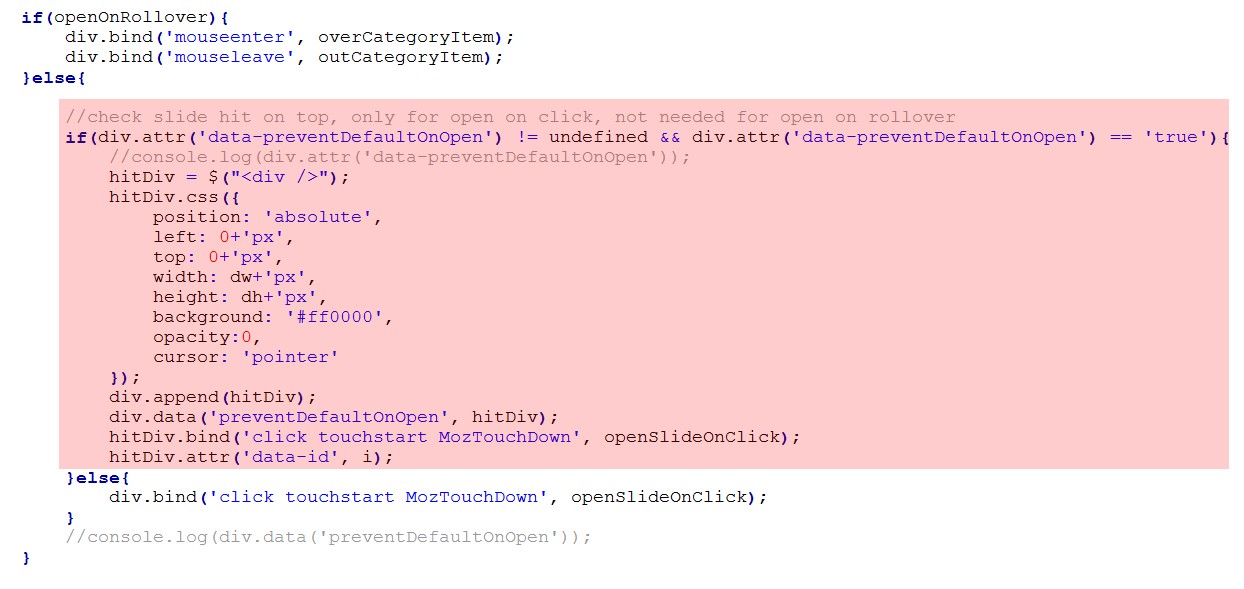 if(openOnRollover){
div.bind('mouseenter', overCategoryItem);
div.bind('mouseleave', outCategoryItem);
}else{
//check slide hit on top, only for open on click, not needed for open on rollover
if(div.attr('data-preventDefaultOnOpen') != undefined && div.attr('data-preventDefaultOnOpen') == 'true'){
//console.log(div.attr('data-preventDefaultOnOpen'));
hitDiv = $("<div />");
hitDiv.css({
position: 'absolute',
left: 0+'px',
top: 0+'px',
width: dw+'px',
height: dh+'px',
background: '#ff0000',
opacity:0,
cursor: 'pointer'
});
div.append(hitDiv);
div.data('preventDefaultOnOpen', hitDiv);
hitDiv.bind('click touchstart MozTouchDown', openSlideOnClick);
hitDiv.attr('data-id', i);
}else{
div.bind('click touchstart MozTouchDown', openSlideOnClick);
}
//console.log(div.data('preventDefaultOnOpen'));
}